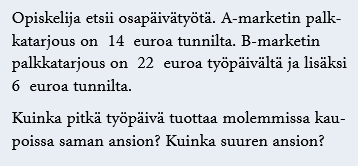 Opiskelija etsii osapäivätyötä. A-marketin palk-
katarjous on 14 euroa tunnilta. B-marketin
palkkatarjous on 22 euroa työpäivältä ja lisäksi
6 euroa tunnilta.
Kuinka pitkä työpäivä tuottaa molemmissa kau-
poissa saman ansion? Kuinka suuren ansion?